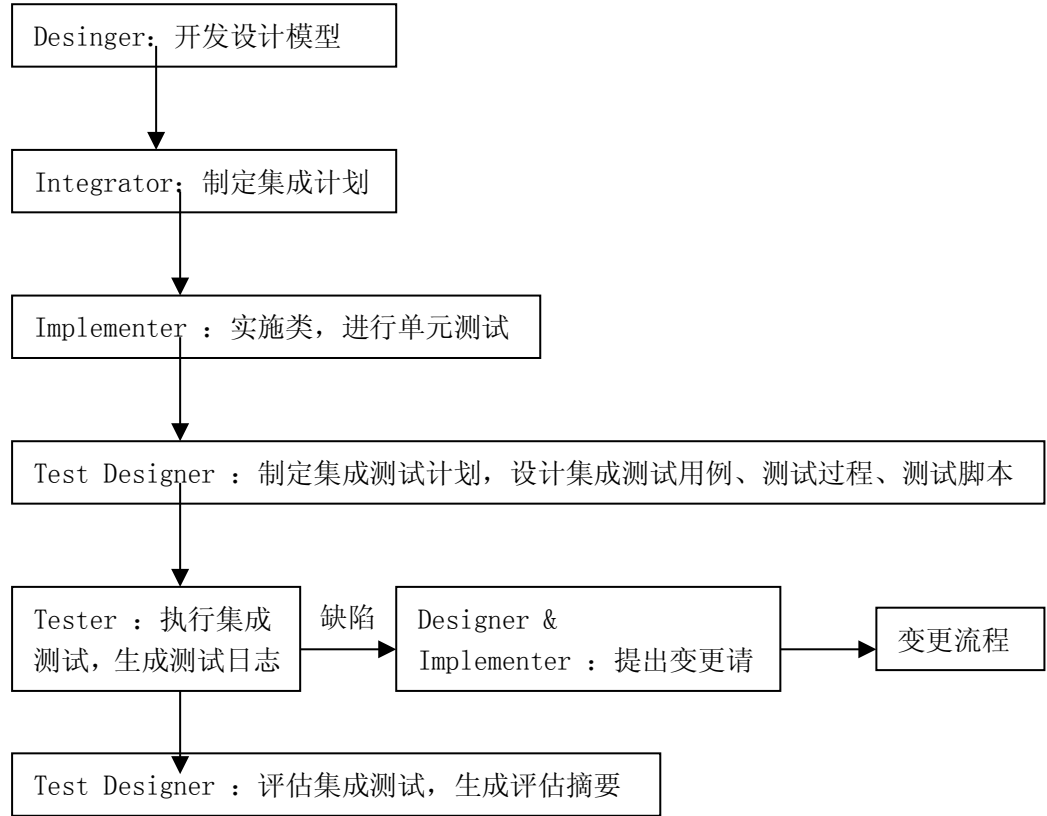 Desinger：开发设计模型
Integrator：制定集成计划
Implementer ：实施类，进行单元测试
Test Designer ：制定集成测试计划，设计集成测试用例、测试过程、测试脚本
Tester ：执行集成
测试，生成测试日志
缺陷
Designer &
Implementer ：提出变更请
变更流程
Test Designer ：评估集成测试，生成评估摘要